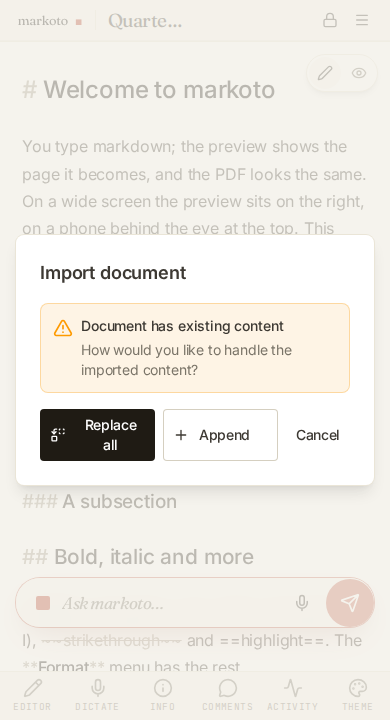 markoto
Quarte...
# Welcome to markoto
You type markdown; the preview shows the
page it becomes, and the PDF looks the same.
On a wide screen the preview sits on the right,
on a phone behind the eye at the top. This
Import document
Document has existing content
How would you like to handle the
imported content?
Replace
all
Append
Cancel
### A subsection
## Bold, italic and more
Ask markoto...
I), ~~strikethrough~~ and ==highlight==. The
**Format** menu has the rest
EDITOR
DICTATE
INFO
COMMENTS
ACTIVITY
THEME